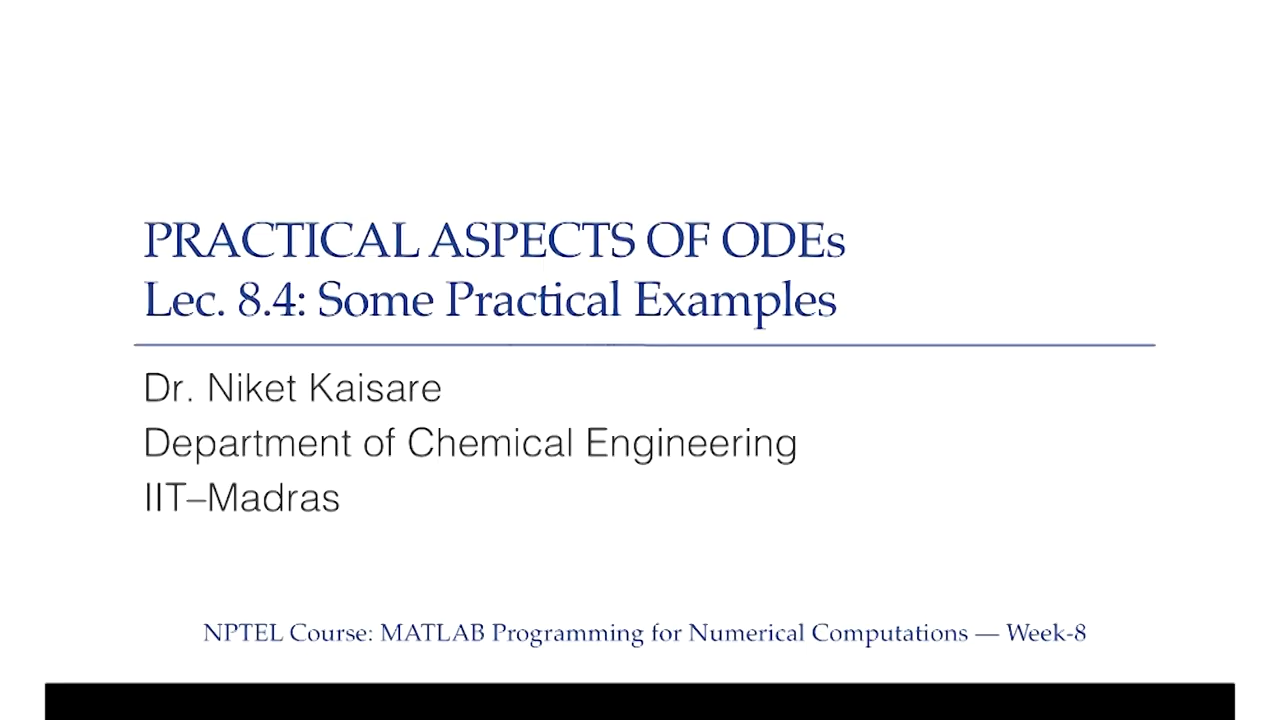 PRACTICAL ASPECTS OF ODEs
Lec. 8.4: Some Practical Examples
Dr. Niket Kaisare
Department of Chemical Engineering
IIT–Madras
NPTEL Course: MATLAB Programming for Numerical Computations — Week-8